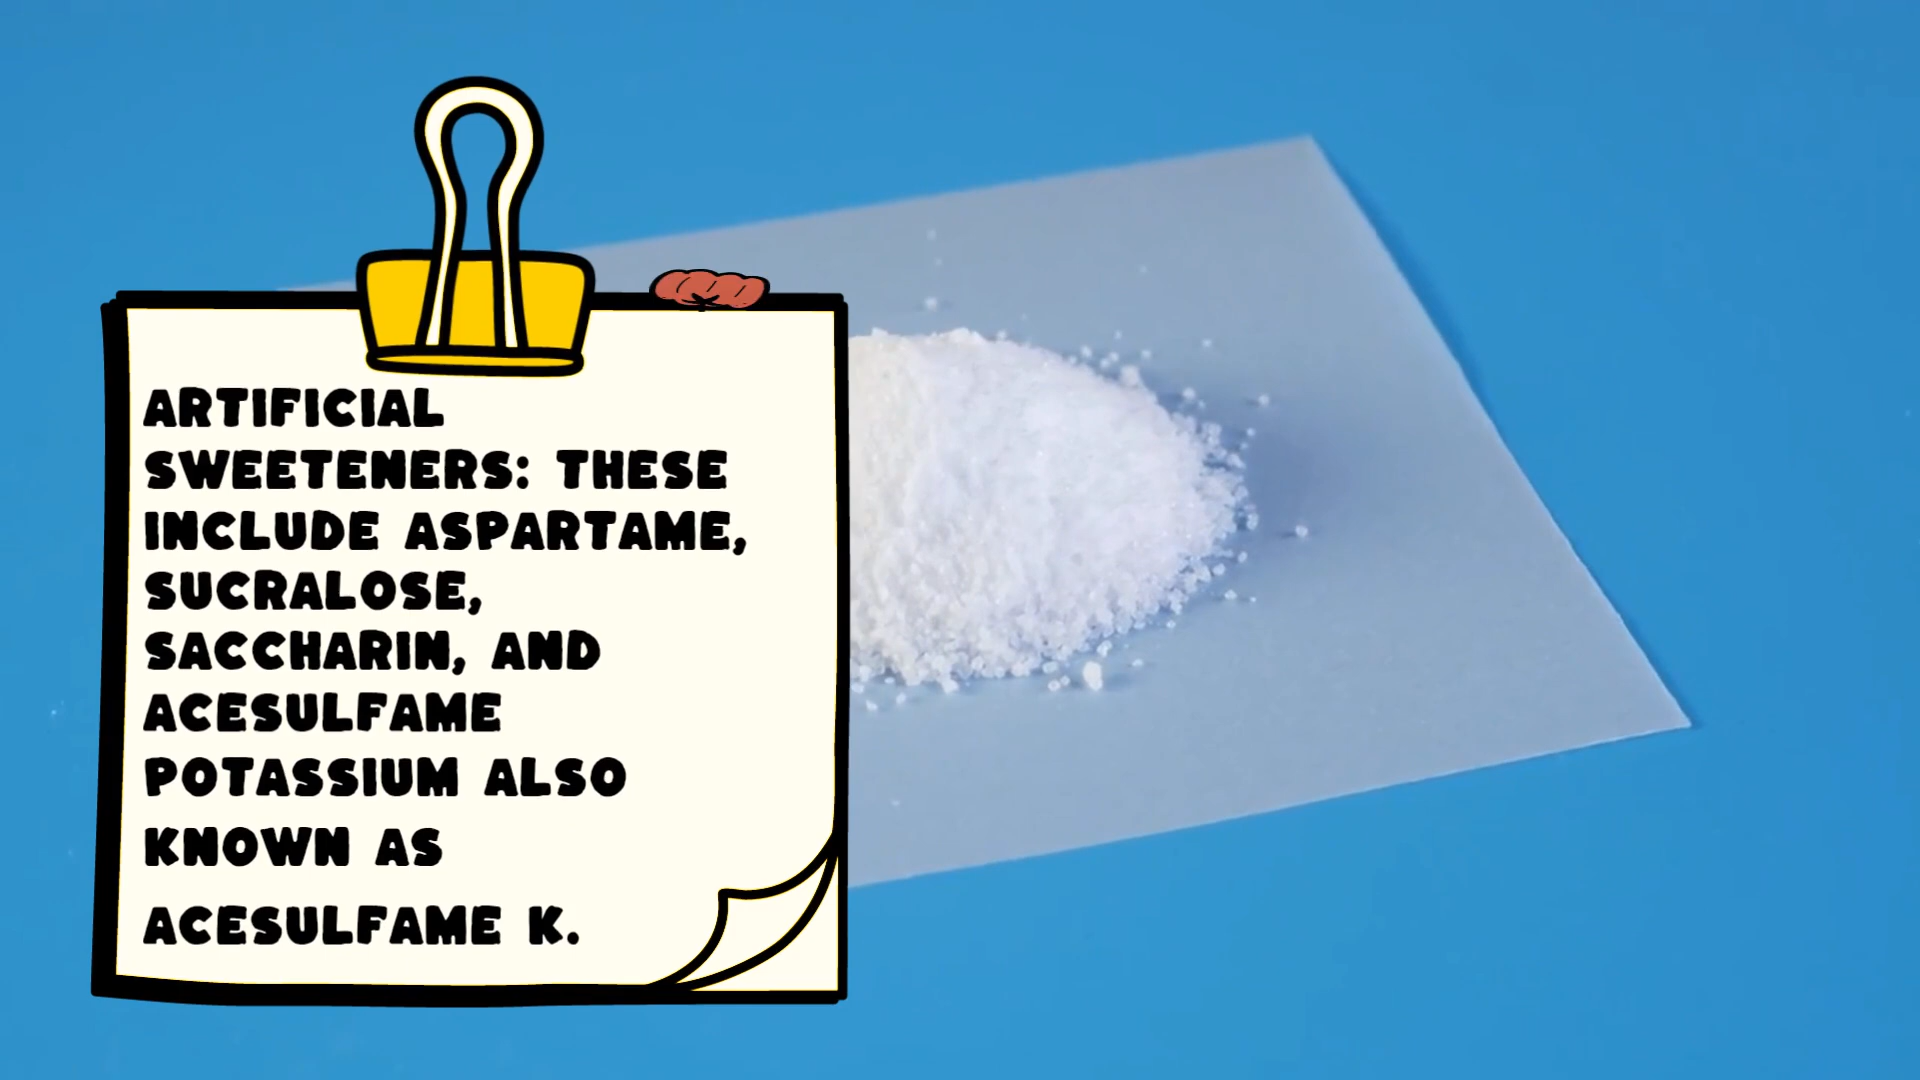 ARTIFICIAL
SWEETENERS: THESE
INCLUDE ASPARTAME,
SUCRALOSE,
SACCHARIN, AND
ACESULFAME
POTASSIUM ALSO
KNOWN AS
ACESULFAME K.